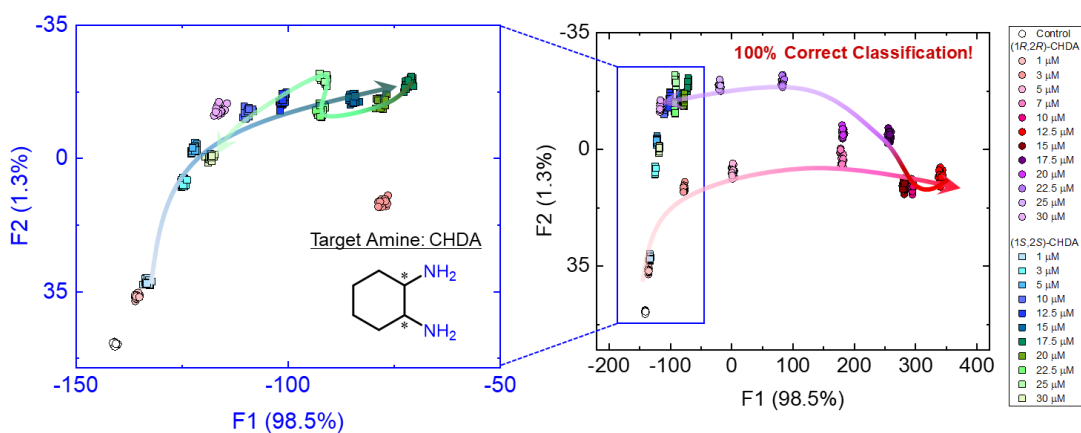 -35
0
35
F2 (1.3%)
-150
-100
-50
F1 (98.5%)
Target Amine: CHDA
*
NH₂
*
NH₂
100% Correct Classification!
-35
0
35
F2 (1.3%)
-200
-100
0
100
200
300
400
F1 (98.5%)
Control
(1R,2R)-CHDA
1 μM
3 μM
5 μM
7 μM
10 μM
12.5 μM
15 μM
17.5 μM
20 μM
22.5 μM
25 μM
30 μM
(1S,2S)-CHDA
1 μM
3 μM
5 μM
10 μM
12.5 μM
15 μM
17.5 μM
20 μM
22.5 μM
25 μM
30 μM